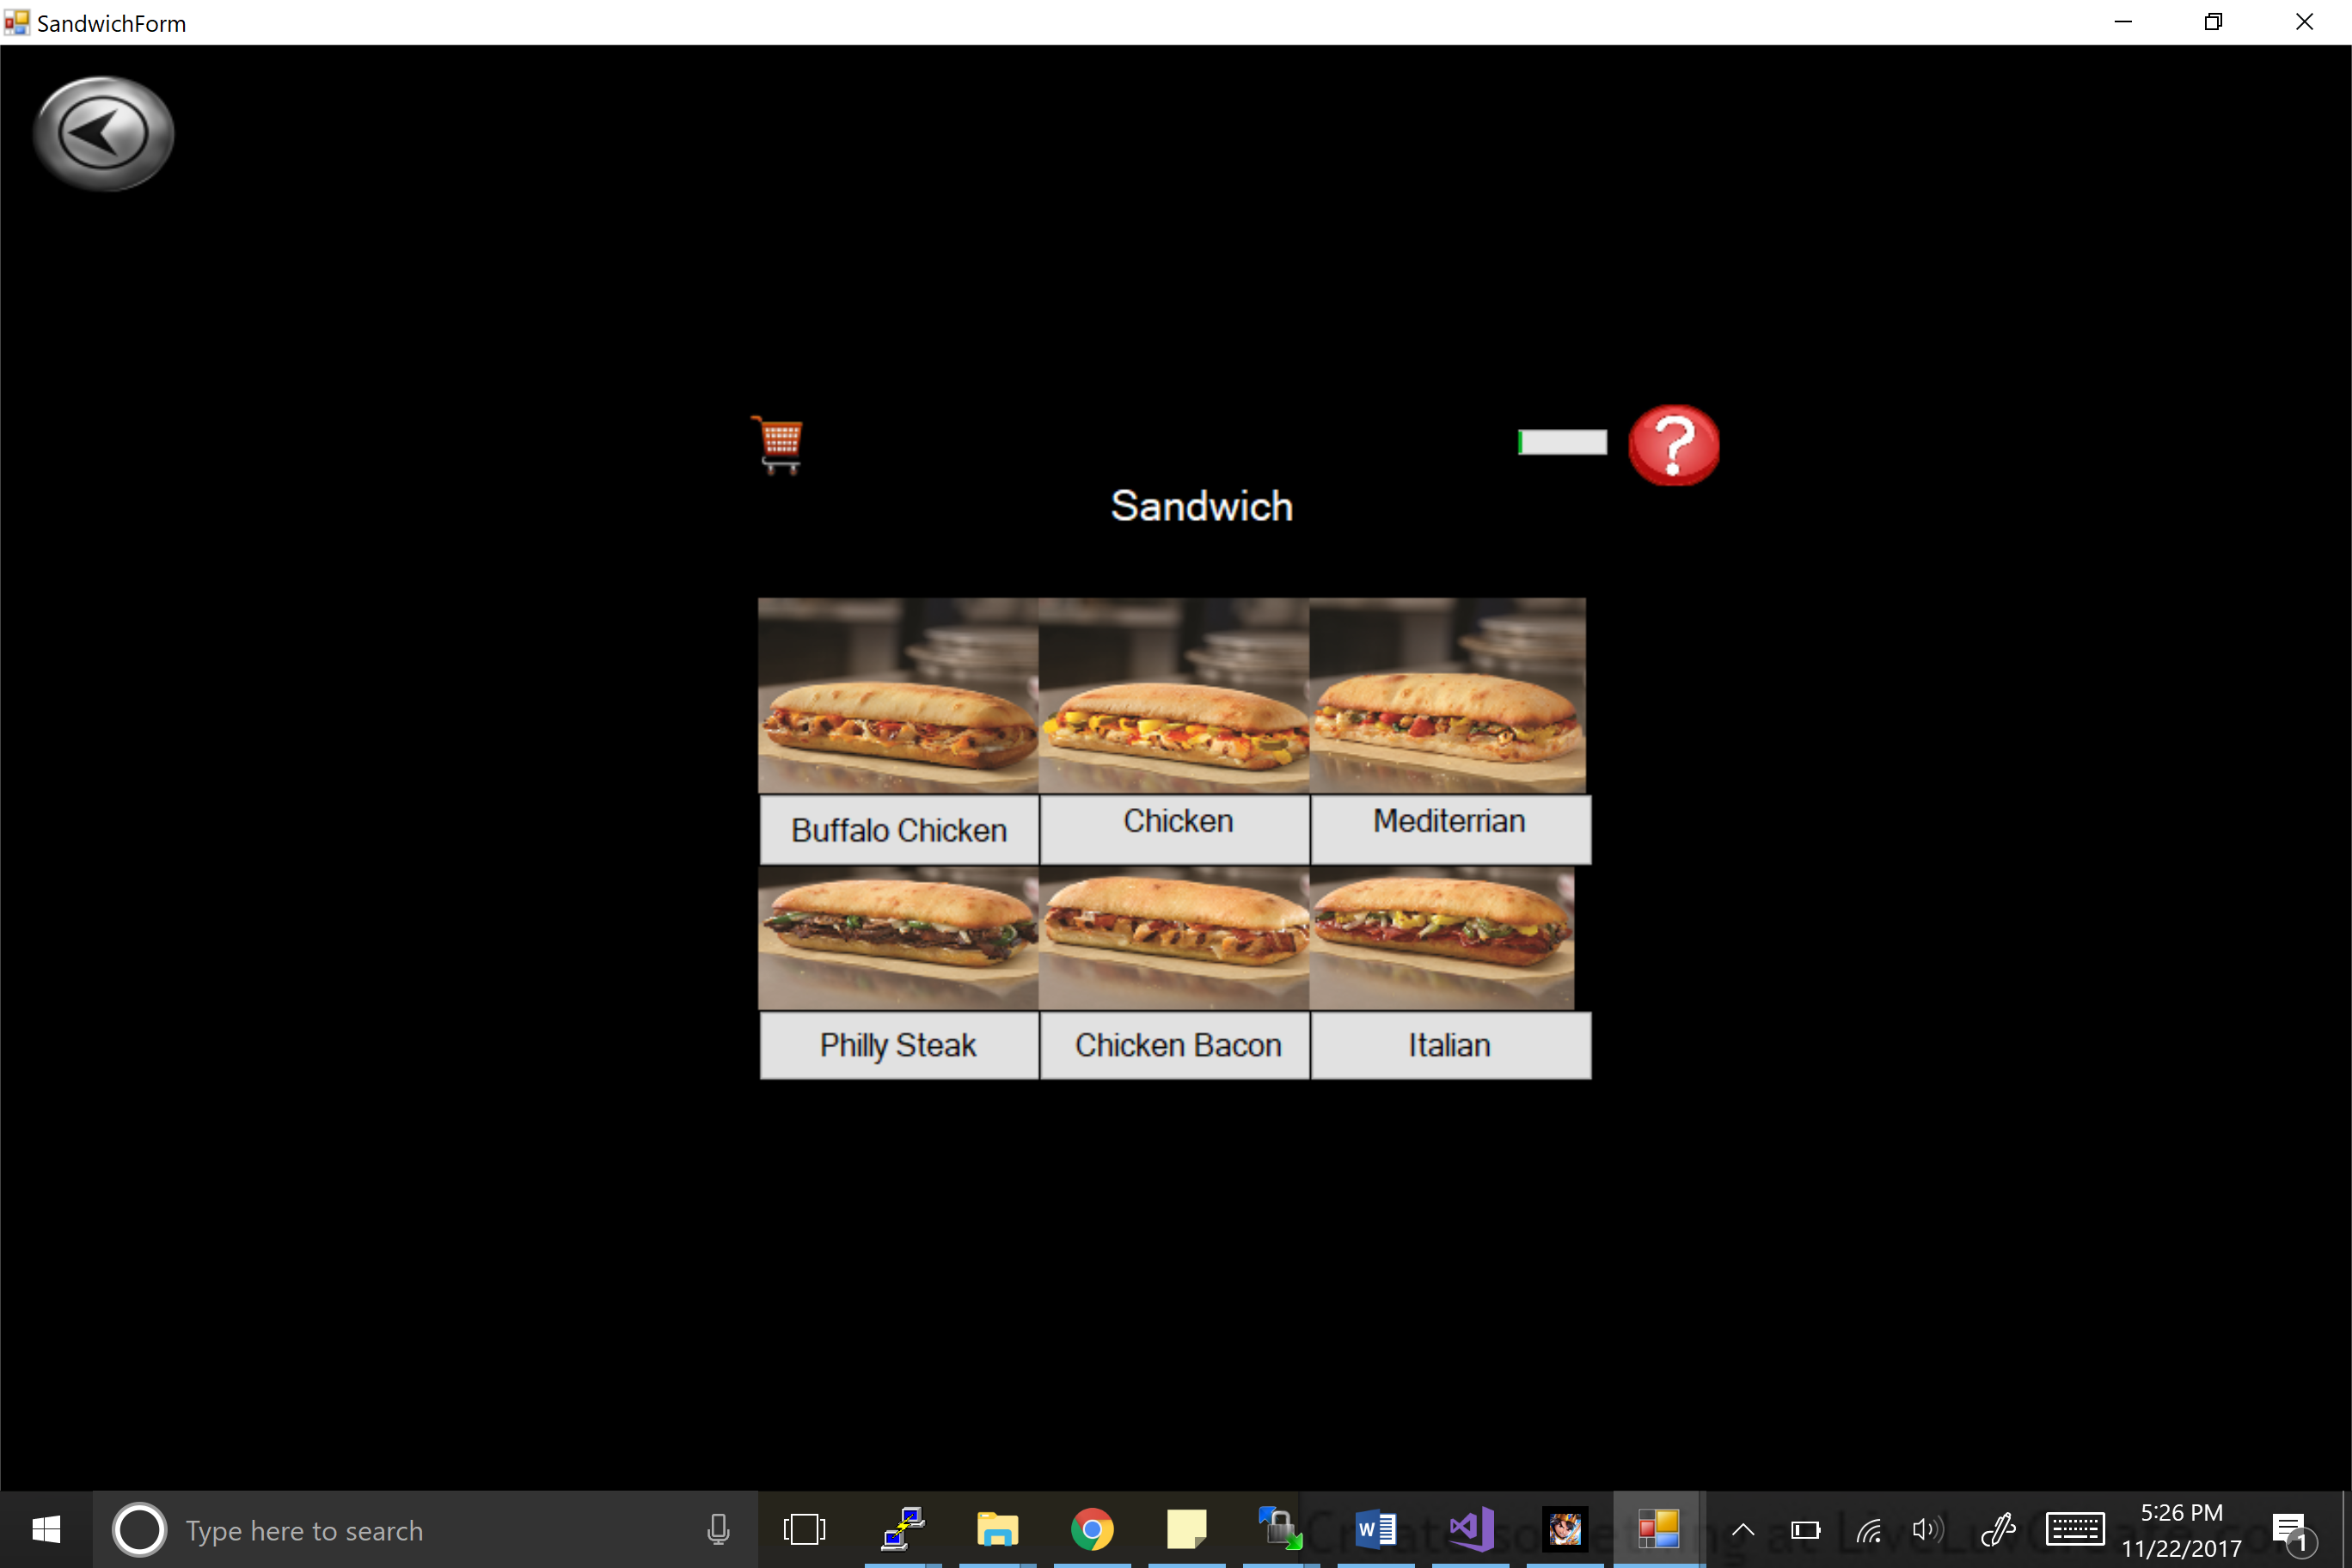 SandwichForm
Sandwich
Buffalo Chicken
Chicken
Mediterrian
Philly Steak
Chicken Bacon
Italian
Type here to search
5:26 PM
11/22/2017
1